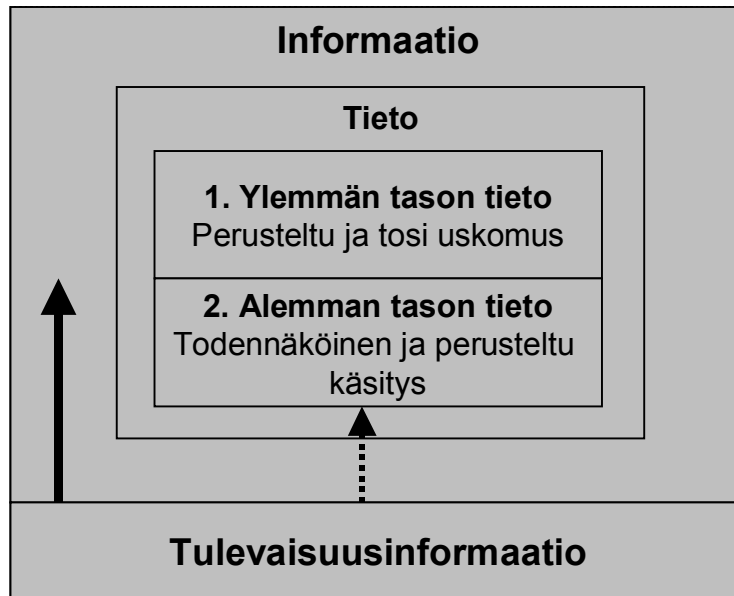 Informaatio
Tieto
1. Ylemmän tason tieto
Perusteltu ja tosi uskomus
2. Alemman tason tieto
Todennäköinen ja perusteltu
käsitys
Tulevaisuusinformaatio